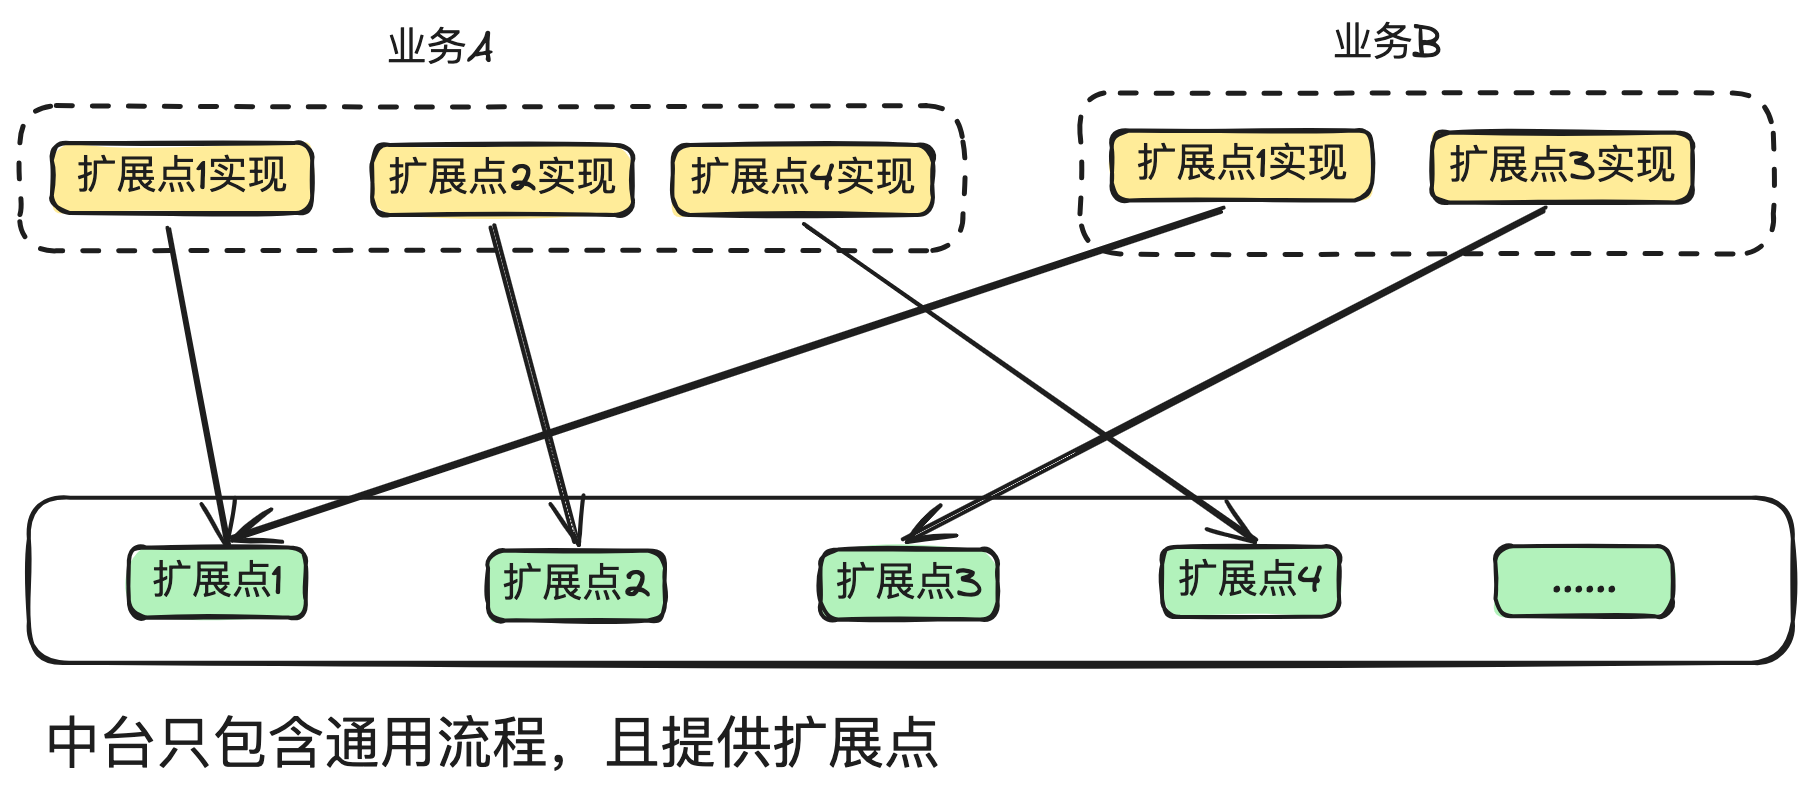 业务A
业务B
扩展点1实现
扩展点2实现
扩展点4实现
扩展点1实现
扩展点3实现
扩展点1
扩展点2
扩展点3
扩展点4
......
中台只包含通用流程，且提供扩展点